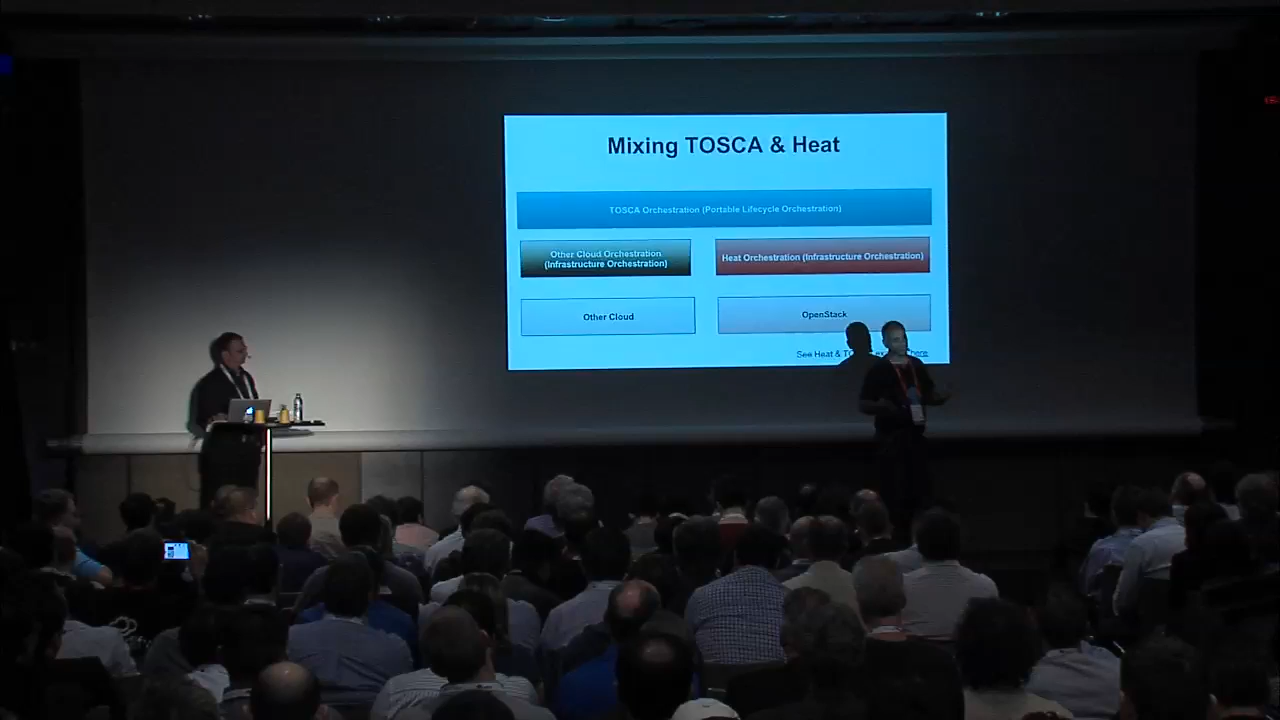 Mixing TOSCA & Heat
TOSCA Orchestration (Portable Lifecycle Orchestration)
Other Cloud Orchestration
(Infrastructure Orchestration)
Heat Orchestration (Infrastructure Orchestration)
Other Cloud
OpenStack
See Heat & here